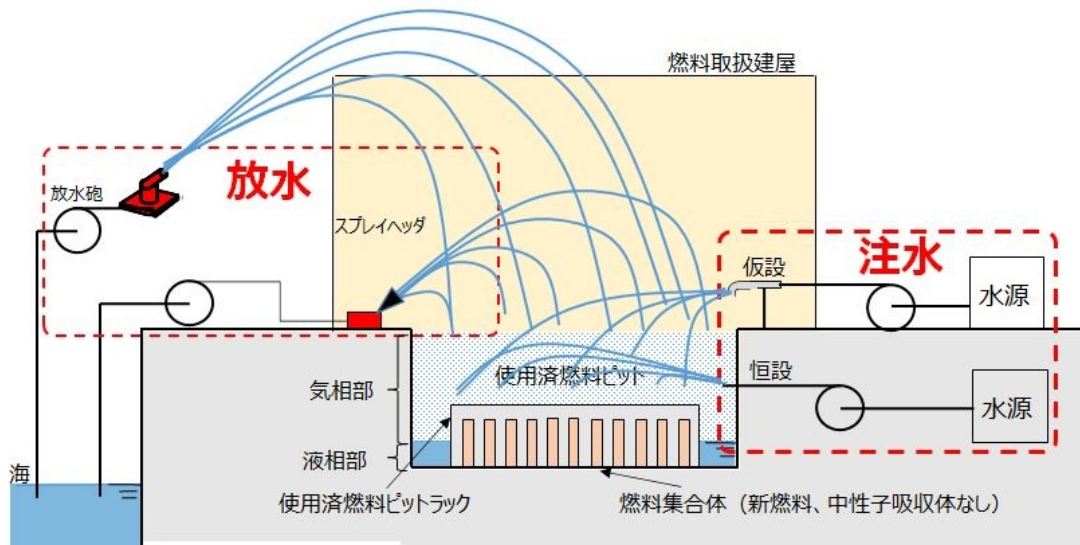 燃料取扱建屋
放水
放水砲
スプレイヘッダ
注水
仮設
水源
使用済燃料ピット
恒設
水源
気相部
液相部
海
使用済燃料ピットラック
燃料集合体（新燃料、中性子吸収体なし）